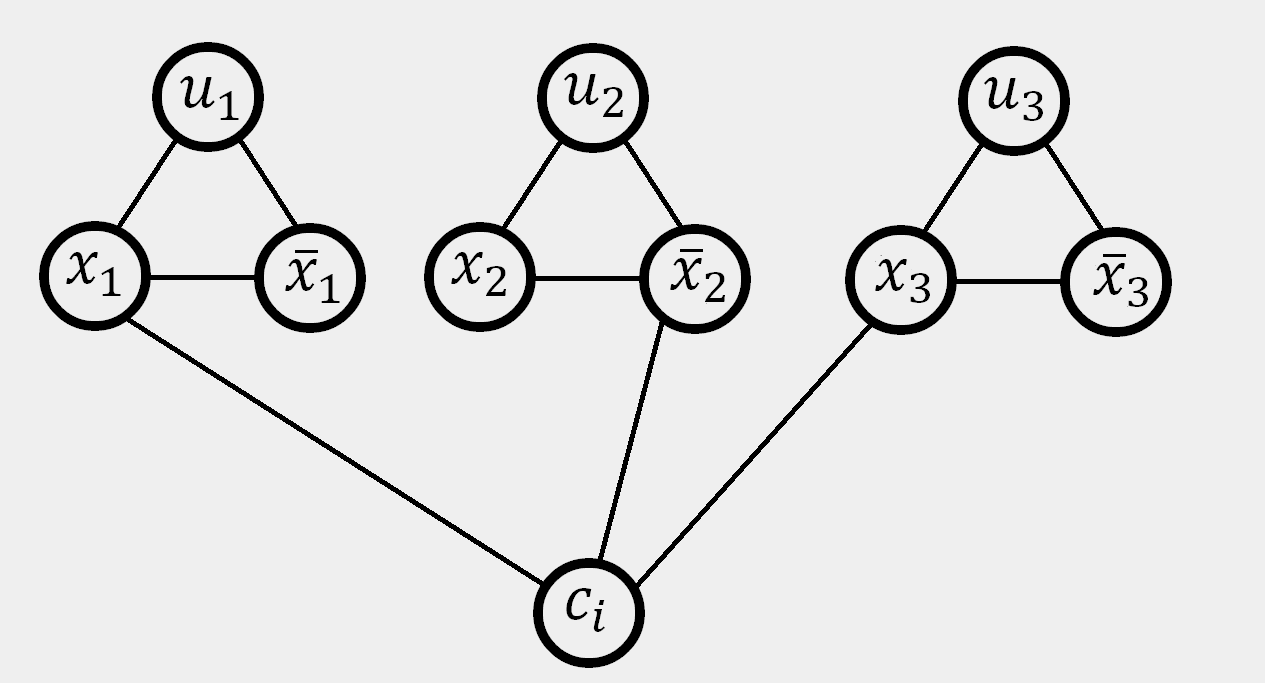 u₁ u₂ u₃
x₁ x̄₁ x₂ x̄₂ x₃ x̄₃
cᵢ